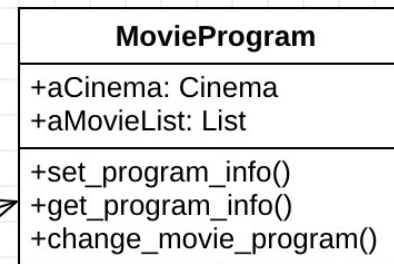 MovieProgram
+aCinema: Cinema
+aMovieList: List
+set_program_info()
+get_program_info()
+change_movie_program()